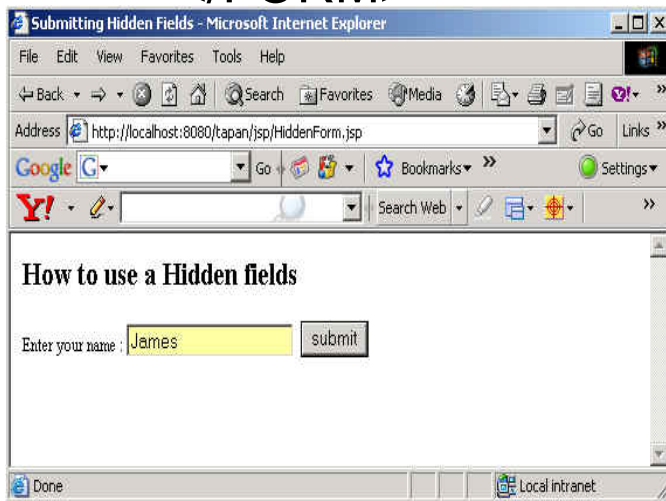 </FORM>
Submitting Hidden Fields - Microsoft Internet Explorer
File Edit View Favorites Tools Help
Back Search Favorites Media »
Address http://localhost:8080/tapan/jsp/HiddenForm.jsp Go Links »
Google G Go Bookmarks » Settings
Y! Search Web »
How to use a Hidden fields
Enter your name : James submit
Done Local intranet